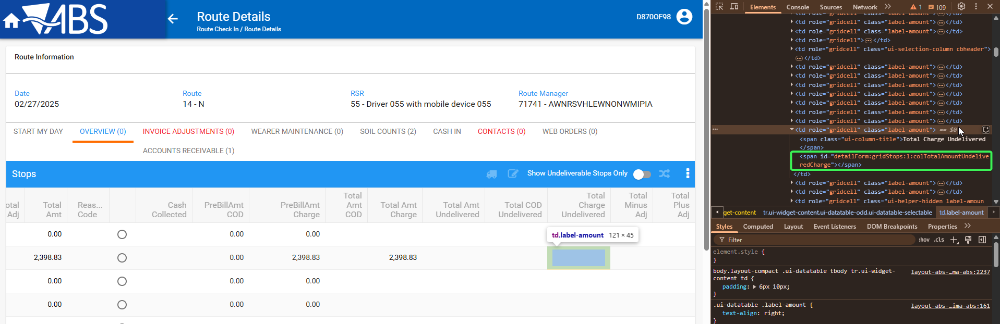 ABS
Route Details
Route Check In / Route Details
D870OF98
Route Information
Date
Route
RSR
Route Manager
02/27/2025
14 - N
55 - Driver 055 with mobile device 055
71741 - AWNRSVHLEWNONWMIPIA
START MY DAY
OVERVIEW (0)
INVOICE ADJUSTMENTS (0)
WEARER MAINTENANCE (0)
SOIL COUNTS (2)
CASH IN
CONTACTS (0)
WEB ORDERS (0)
ACCOUNTS RECEIVABLE (1)
Stops
Show Undeliverable Stops Only
otal
Adj
Total
Amt
Reas...
Code
Cash
Collected
PreBillAmt
COD
PreBillAmt
Charge
Total
Amt
COD
Total Amt
Charge
Total Amt
Undelivered
Total COD
Undelivered
Total
Charge
Undelivered
Total
Minus
Adj
Total
Plus
Adj
0.00 0.00 0.00
td.label-amount 121 × 45
2,398.83 0.00 2,398.83 2,398.83
0.00 0.00 0.00
0.00 0.00 0.00
Elements Console Sources Network 1 109
<td role="gridcell" class="label-amount"> </td>
<td role="gridcell" class="label-amount"> </td>
<td role="gridcell"> </td>
<td role="gridcell" class="ui-selection-column cbheader">
</td>
<td role="gridcell" class="label-amount"> </td>
<td role="gridcell" class="label-amount"> </td>
<td role="gridcell" class="label-amount"> </td>
<td role="gridcell" class="label-amount"> </td>
<td role="gridcell" class="label-amount"> </td>
<td role="gridcell" class="label-amount"> </td>
<td role="gridcell" class="label-amount"> </td>
<td role="gridcell" class="label-amount"> == $0
<span class="ui-column-title">Total Charge Undelivered
</span>
<span id="detailForm:gridStops:1:colTotalAmountUndelive
redCharge"></span>
</td>
<td role="gridcell" class="label-amount"> </td>
<td role="gridcell" class="label-amount"> </td>
<td role="gridcell" class="ui-helper-hidden label-amoun
get-content tr.ui-widget-content.ui-datatable-odd.ui-datatable-selectable td.label-amount
Styles Computed Layout Event Listeners DOM Breakpoints Properties
Filter :hov .cls
element.style {
}
body.layout-compact .ui-datatable tbody tr.ui-widget- layout-abs-…ma-abs:2237
content td {
padding: 6px 10px;
}
.ui-datatable .label-amount { layout-abs-…ima-abs:161
text-align: right;
}